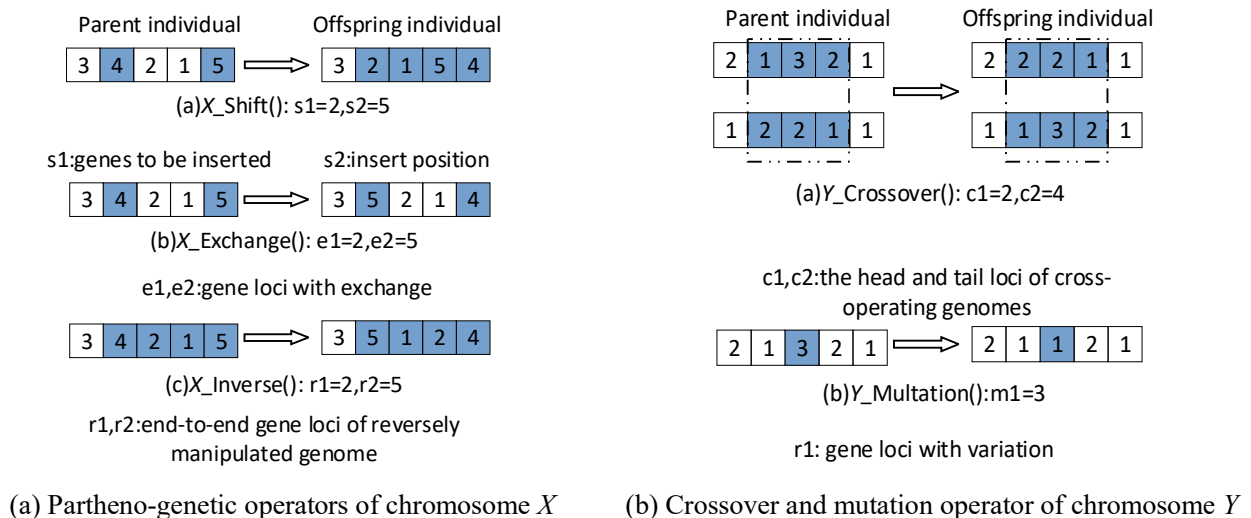 Parent individual Offspring individual
3 4 2 1 5 3 2 1 5 4
(a)X_Shift(): s1=2,s2=5
s1:genes to be inserted s2:insert position
3 4 2 1 5 3 5 2 1 4
(b)X_Exchange(): e1=2,e2=5
e1,e2:gene loci with exchange
3 4 2 1 5 3 5 1 2 4
(c)X_Inverse(): r1=2,r2=5
r1,r2:end-to-end gene loci of reversely
manipulated genome
(a) Partheno-genetic operators of chromosome X
Parent individual Offspring individual
2 1 3 2 1 2 2 2 1 1
1 2 2 1 1 1 1 3 2 1
(a)Y_Crossover(): c1=2,c2=4
c1,c2:the head and tail loci of cross-
operating genomes
2 1 3 2 1 2 1 1 2 1
(b)Y_Multation():m1=3
r1: gene loci with variation
(b) Crossover and mutation operator of chromosome Y